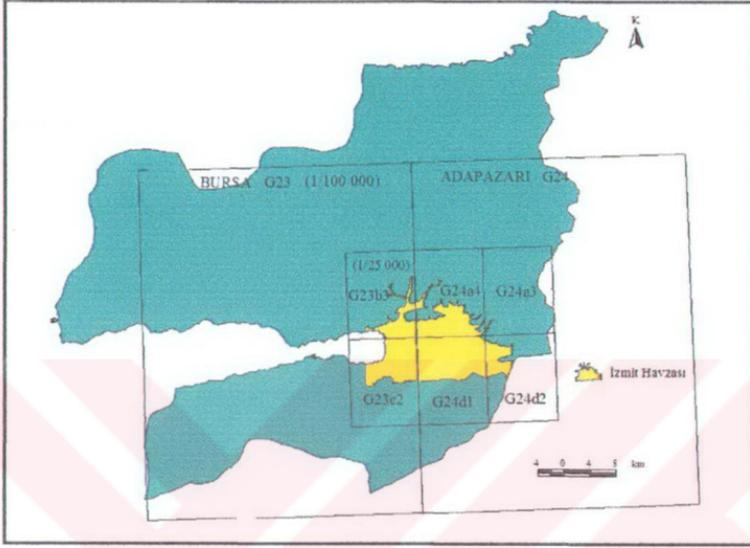 K
BURSA G23 (1 100 000) ADAPAZARI G24
(1/25 000)
G23b3 G24a4 G24a3
İzmit Havzası
G23c2 G24d1 G24d2
4 0 4 8 km